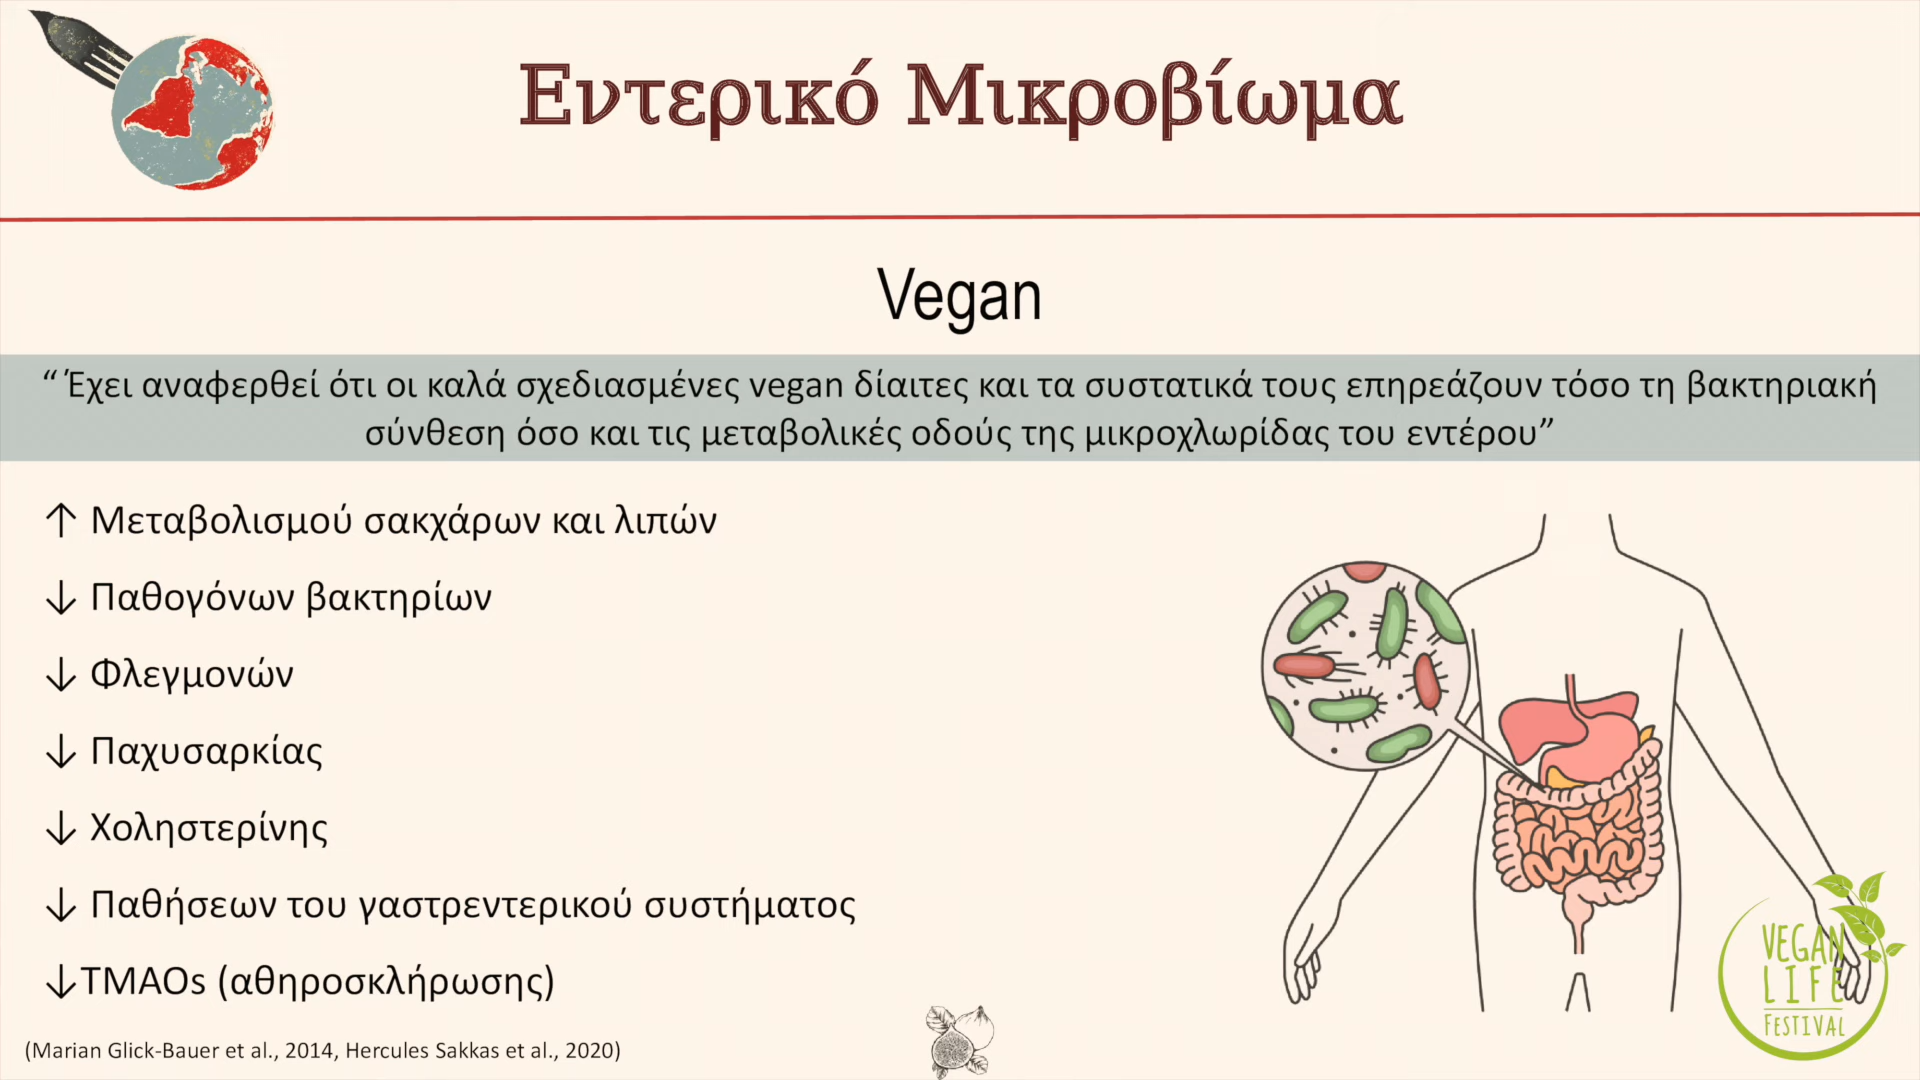 Εντερικό Μικροβίωμα
Vegan
“ Έχει αναφερθεί ότι οι καλά σχεδιασμένες vegan δίαιτες και τα συστατικά τους επηρεάζουν τόσο τη βακτηριακή
σύνθεση όσο και τις μεταβολικές οδούς της μικροχλωρίδας του εντέρου”
↑ Μεταβολισμού σακχάρων και λιπών
↓ Παθογόνων βακτηρίων
↓ Φλεγμονών
↓ Παχυσαρκίας
↓ Χοληστερίνης
↓ Παθήσεων του γαστρεντερικού συστήματος
↓TMAOs (αθηροσκλήρωσης)
(Marian Glick-Bauer et al., 2014, Hercules Sakkas et al., 2020)
VEGAN
LIFE
FESTIVAL